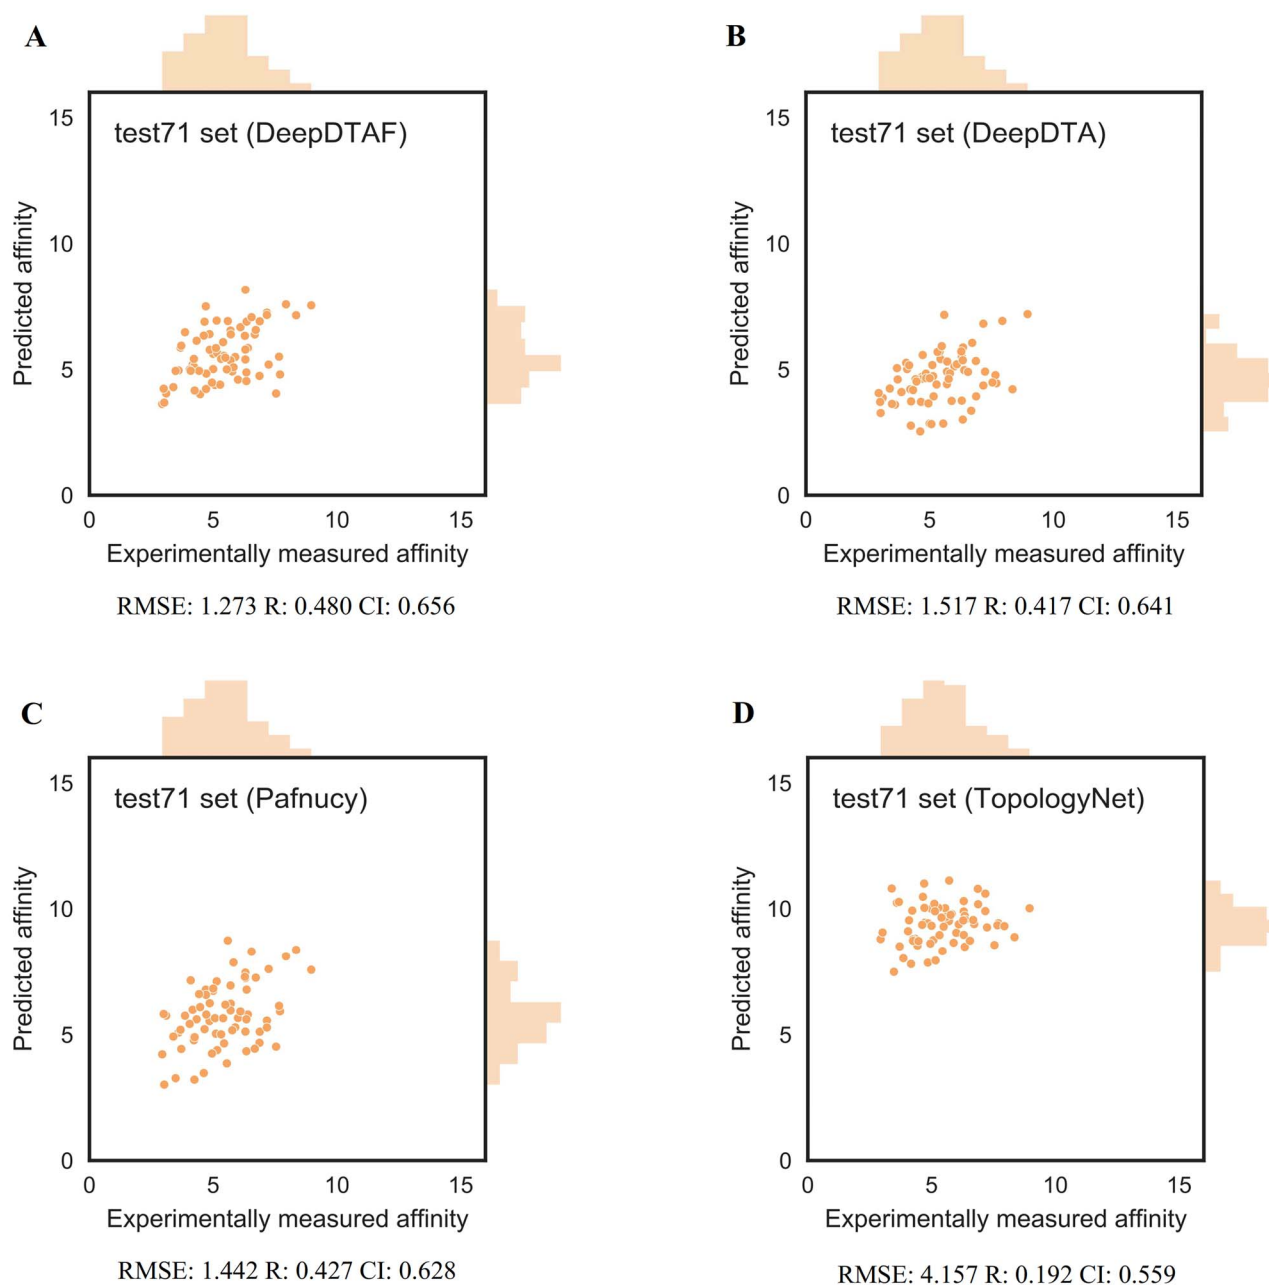 A
B
test71 set (DeepDTAF)
test71 set (DeepDTA)
15
10
5
0
Predicted affinity
0 5 10 15
Experimentally measured affinity
RMSE: 1.273 R: 0.480 CI: 0.656
15
10
5
0
Predicted affinity
0 5 10 15
Experimentally measured affinity
RMSE: 1.517 R: 0.417 CI: 0.641
C
D
test71 set (Pafnucy)
test71 set (TopologyNet)
15
10
5
0
Predicted affinity
0 5 10 15
Experimentally measured affinity
RMSE: 1.442 R: 0.427 CI: 0.628
15
10
5
0
Predicted affinity
0 5 10 15
Experimentally measured affinity
RMSE: 4.157 R: 0.192 CI: 0.559